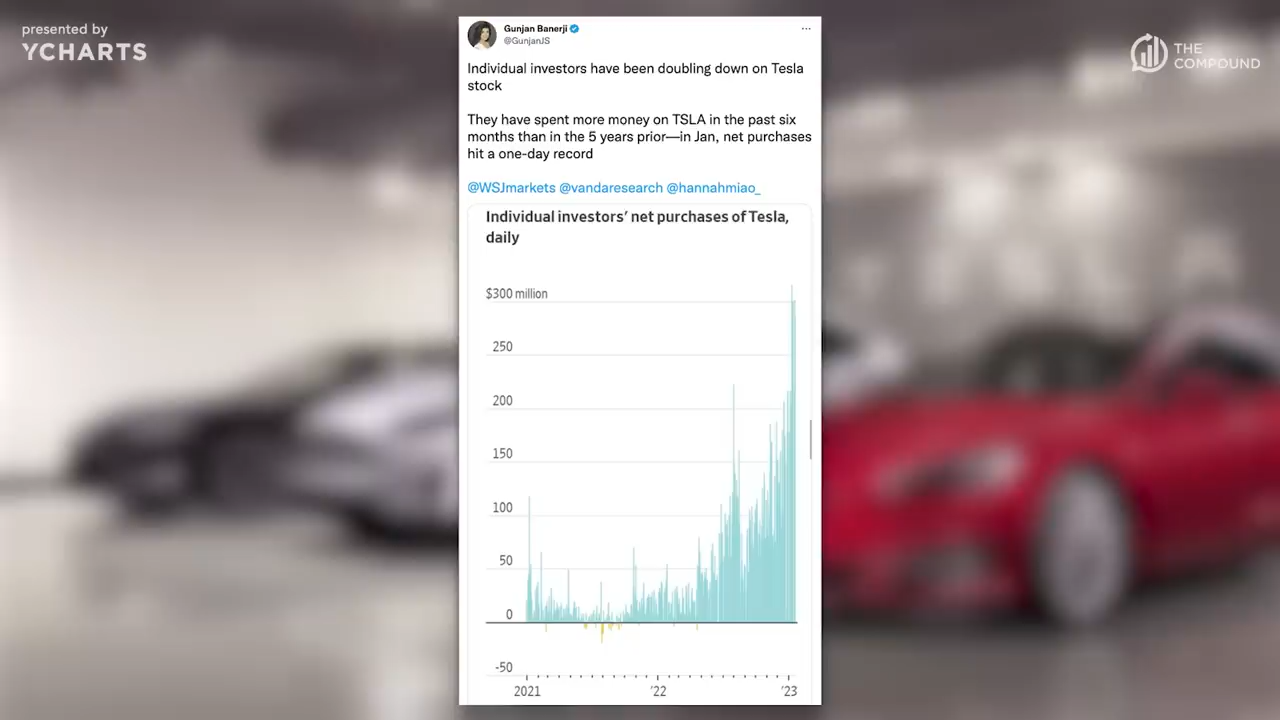 presented by
YCHARTS
THE
COMPOUND
Gunjan Banerji
@GunjanJS
Individual investors have been doubling down on Tesla
stock
They have spent more money on TSLA in the past six
months than in the 5 years prior—in Jan, net purchases
hit a one-day record
@WSJmarkets @vandaresearch @hannahmiao_
Individual investors' net purchases of Tesla,
daily
$300 million
250
200
150
100
50
0
-50
2021 '22 '23